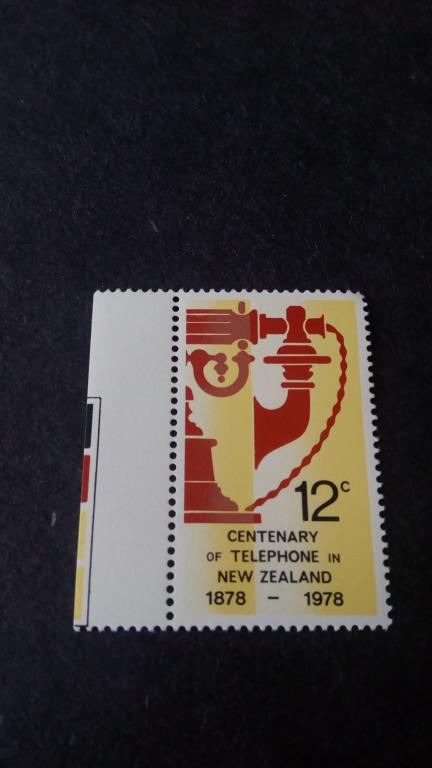 12c
CENTENARY
OF TELEPHONE IN
NEW ZEALAND
1878 - 1978